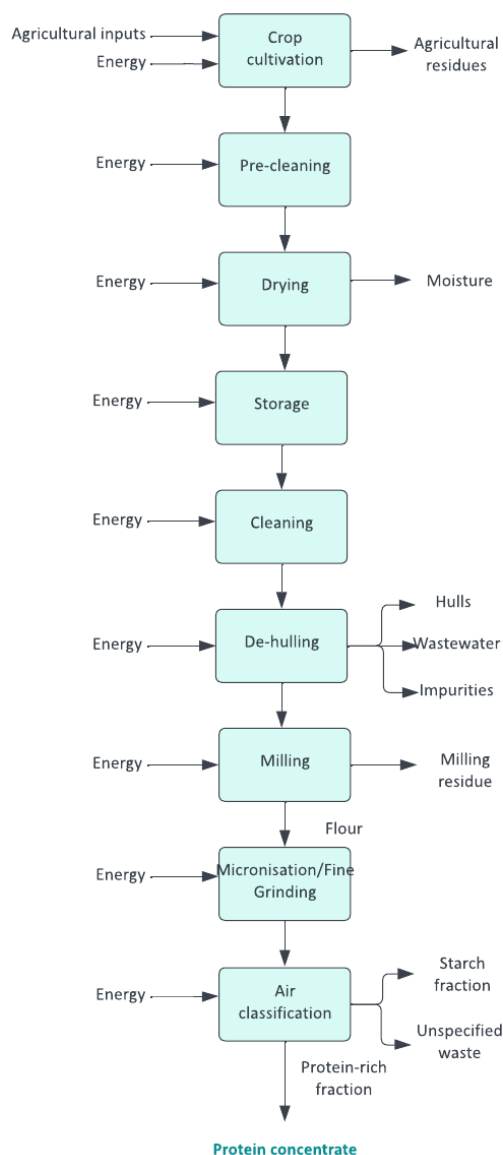 Agricultural inputs
Energy
Crop
cultivation
Agricultural
residues
Energy
Pre-cleaning
Energy
Drying
Moisture
Energy
Storage
Energy
Cleaning
Energy
De-hulling
Hulls
Wastewater
Impurities
Energy
Milling
Milling
residue
Flour
Energy
Micronisation/Fine
Grinding
Energy
Air
classification
Starch
fraction
Unspecified
waste
Protein-rich
fraction
Protein concentrate